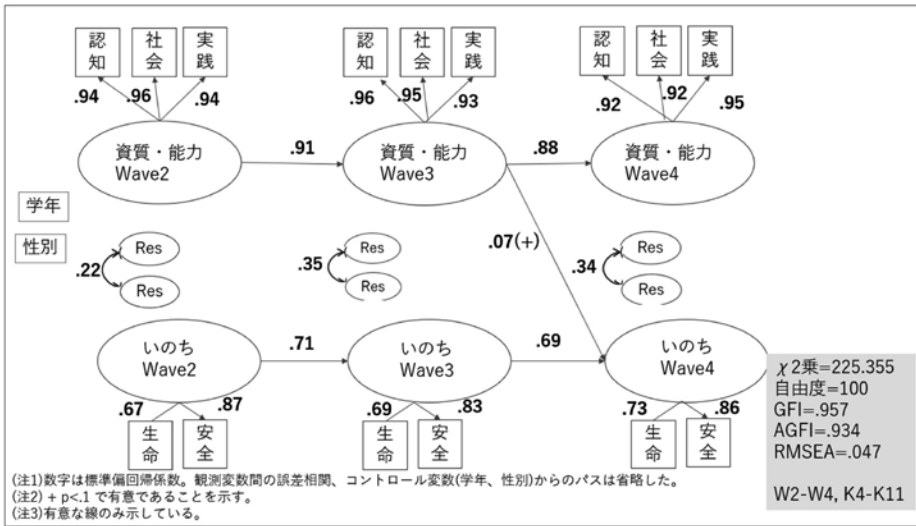 認知
社会
実践
認知
社会
実践
認知
社会
実践
.94
.96
.94
.96
.95
.93
.92
.92
.95
資質・能力
Wave2
.91
資質・能力
Wave3
.88
資質・能力
Wave4
学年
性別
.07(+)
Res
.22
Res
Res
.35
Res
Res
.34
Res
いのち
Wave2
.71
いのち
Wave3
.69
いのち
Wave4
.67
.87
.69
.83
.73
.86
生命
安全
生命
安全
生命
安全
χ2乗=225.355
自由度=100
GFI=.957
AGFI=.934
RMSEA=.047
W2-W4, K4-K11
(注1)数字は標準偏回帰係数。観測変数間の誤差相関、コントロール変数(学年、性別)からのパスは省略した。
(注2) + p<.1 で有意であることを示す。
(注3)有意な線のみ示している。